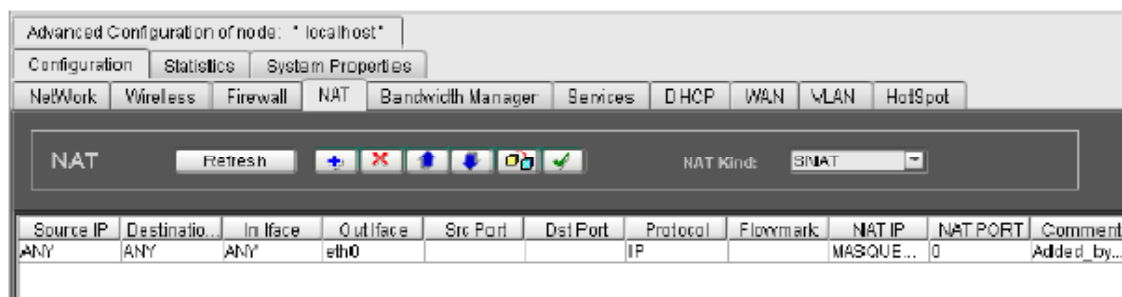 Advanced Configuration of node: "localhost"
Configuration Statistics System Properties
NetWork Wireless Firewall NAT Bandwidth Manager Services DHCP WAN VLAN HotSpot
NAT Refresh NAT Kind: SNAT
Source IP Destinatio... In Iface Out Iface Src Port Dst Port Protocol Flowmark NAT IP NAT PORT Comment
ANY ANY ANY eth0 IP MASQUE... 0 Added_by...